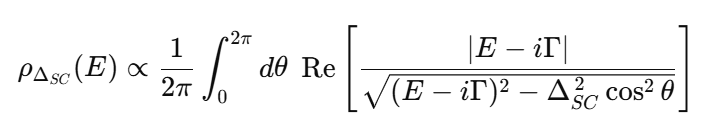 ρ_{Δ_{SC}}(E) ∝ \frac{1}{2π} ∫_0^{2π} dθ Re [ \frac{|E − iΓ|}{\sqrt{(E − iΓ)^2 − Δ_{SC}^2 cos^2 θ}} ]